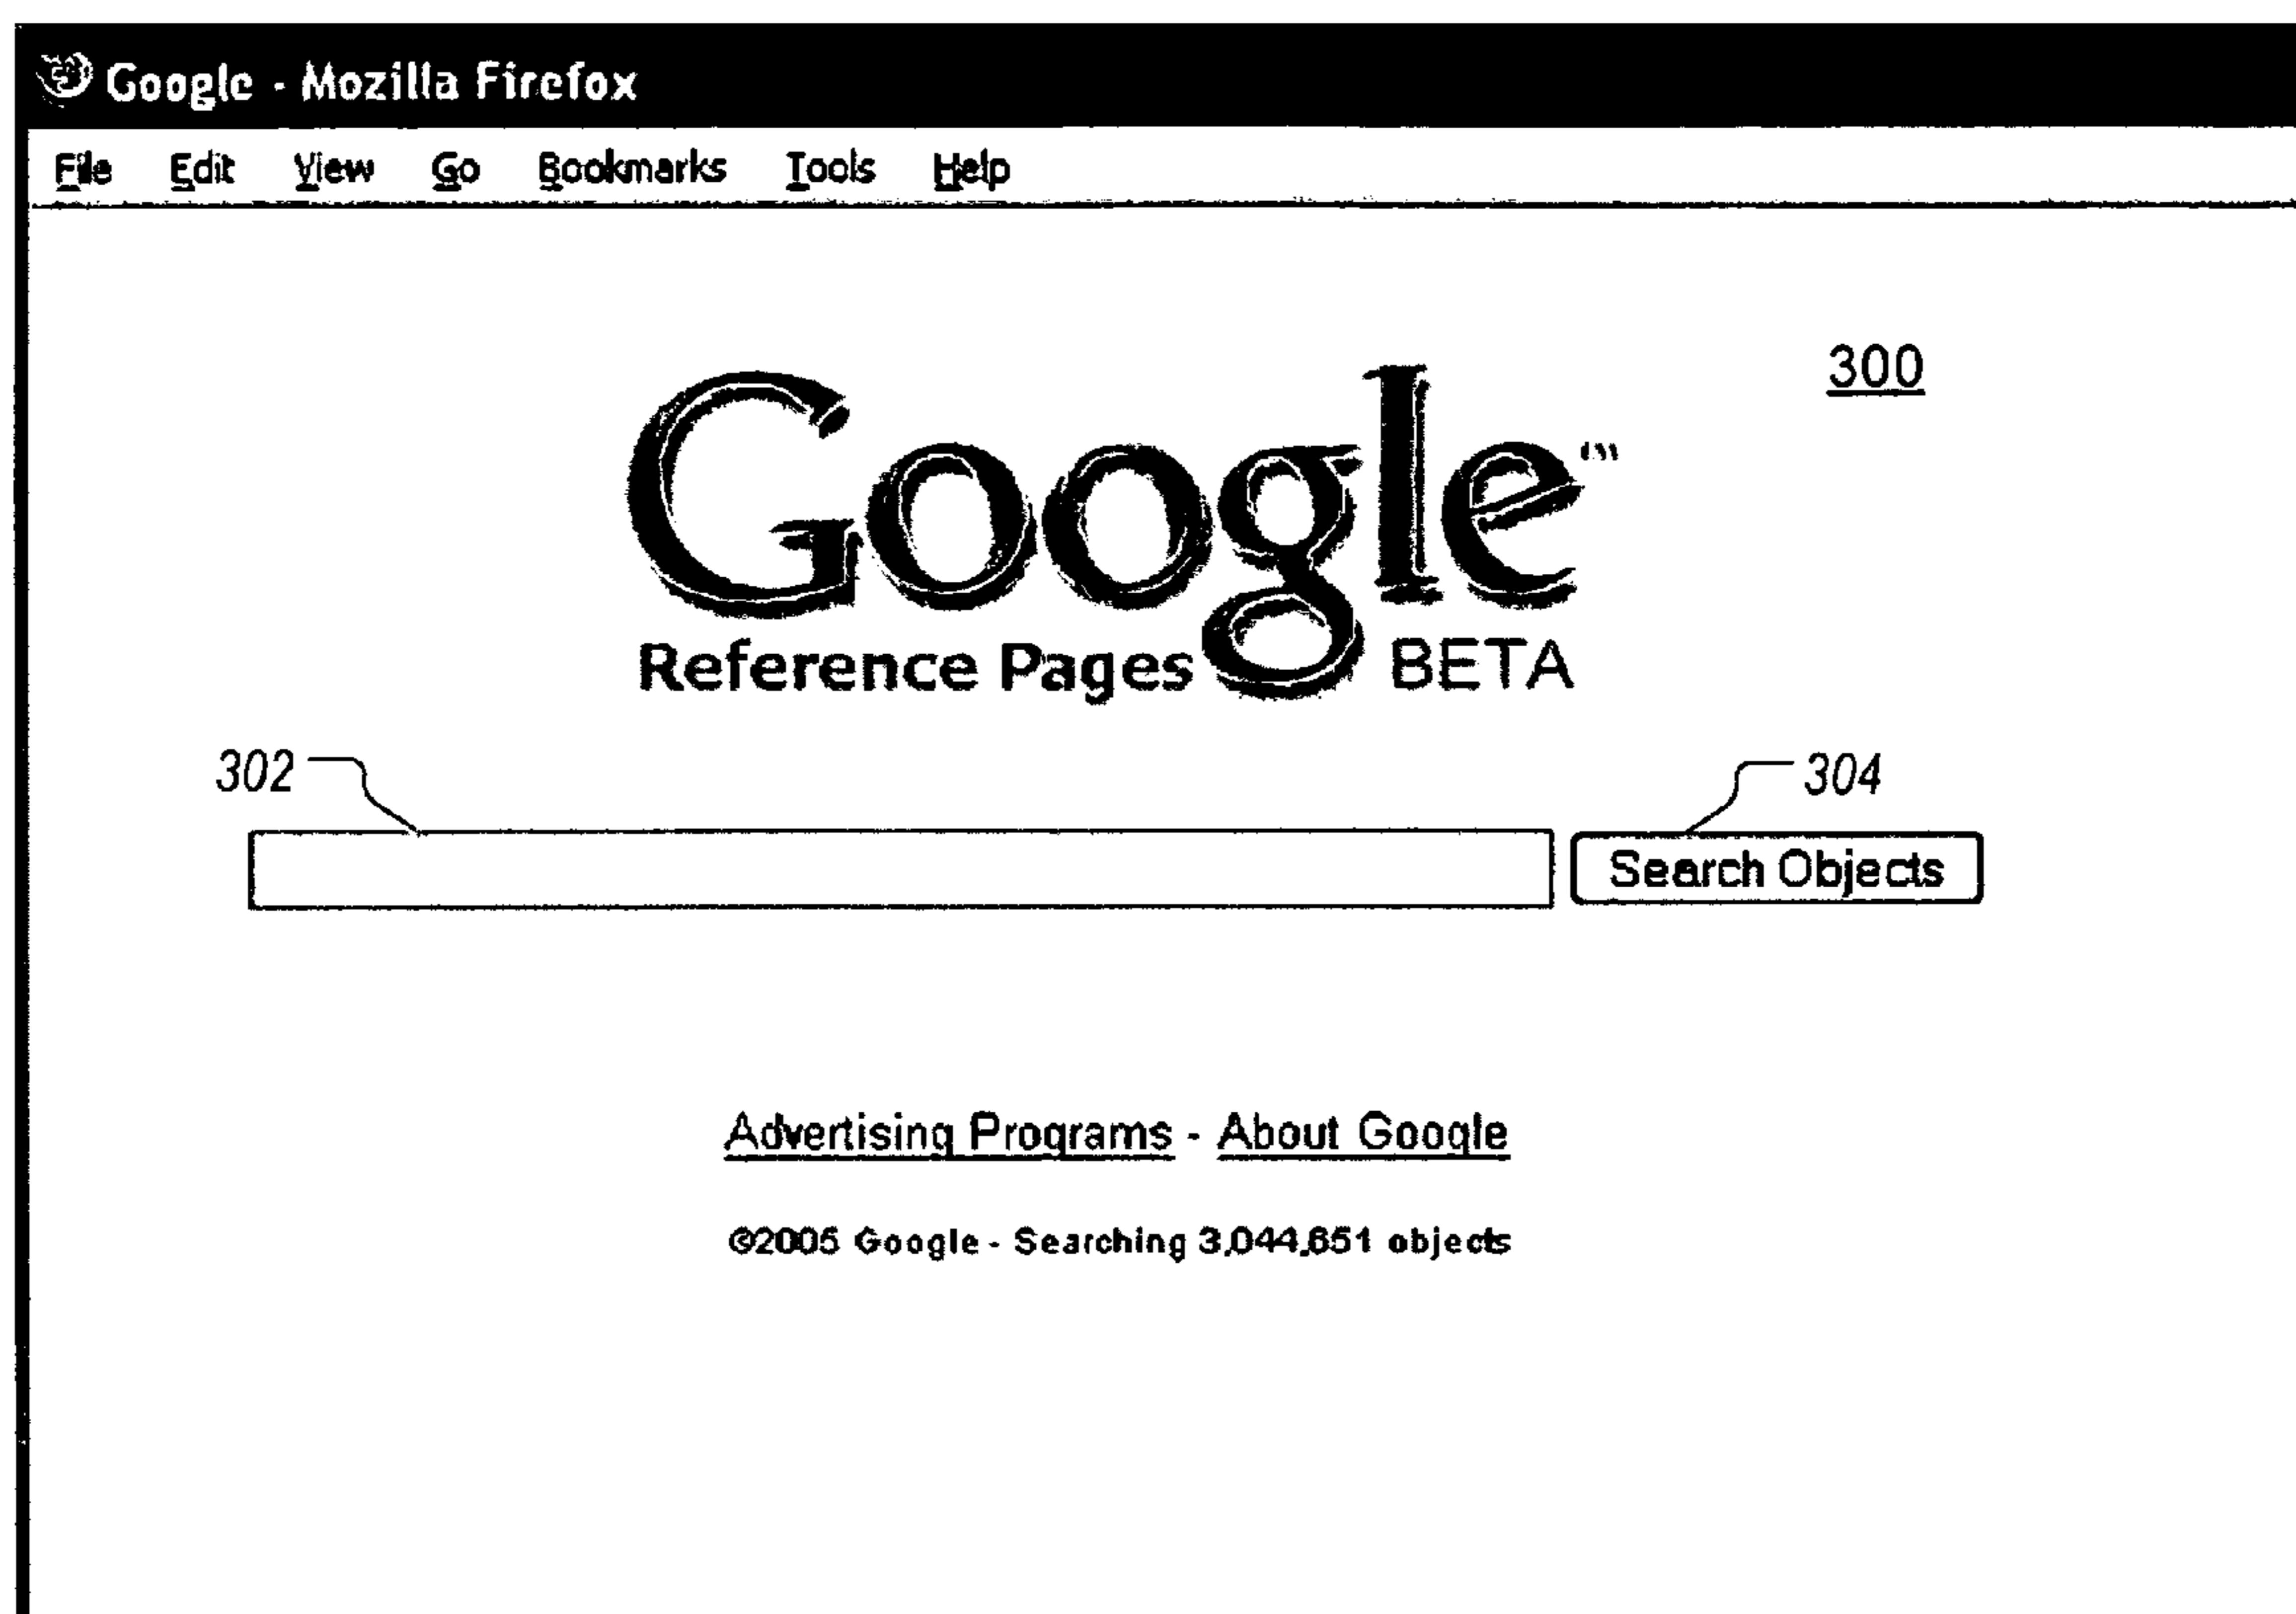 Google - Mozilla Firefox
File Edit View Go Bookmarks Tools Help
300
Google™
Reference Pages BETA
302 304
Search Objects
Advertising Programs - About Google
©2005 Google - Searching 3,044,651 objects